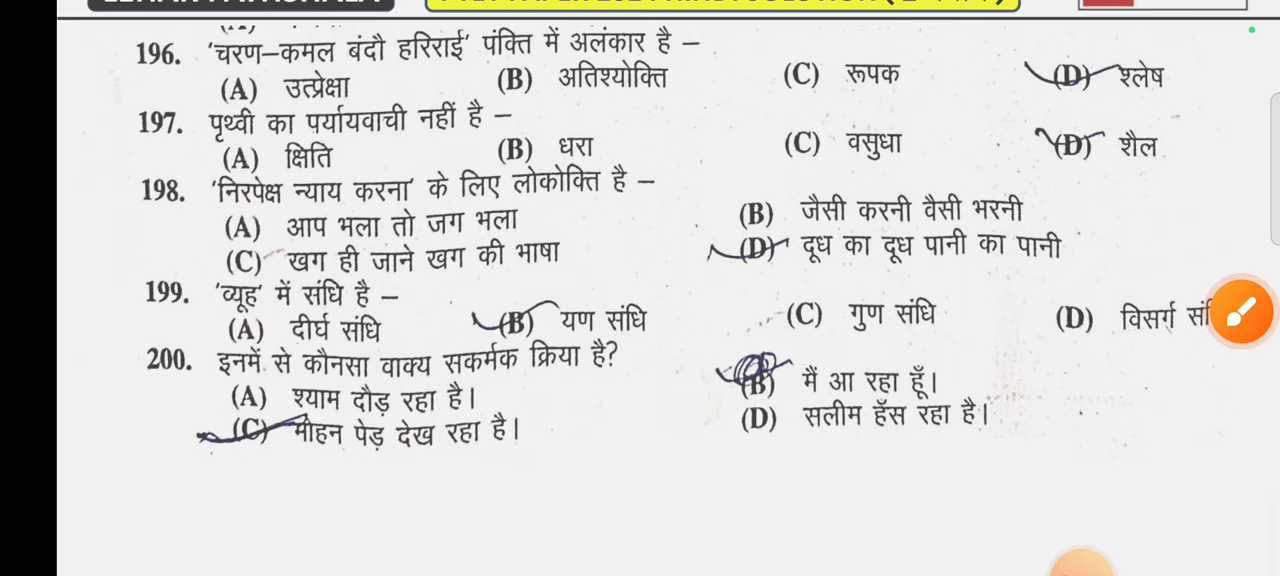 196. 'चरण–कमल बंदौ हरिराई' पंक्ति में अलंकार है –
(A) उत्प्रेक्षा (B) अतिश्योक्ति (C) रूपक (D) श्लेष
197. पृथ्वी का पर्यायवाची नहीं है –
(A) क्षिति (B) धरा (C) वसुधा (D) शैल
198. 'निरपेक्ष न्याय करना' के लिए लोकोक्ति है –
(A) आप भला तो जग भला (B) जैसी करनी वैसी भरनी
(C) खग ही जाने खग की भाषा (D) दूध का दूध पानी का पानी
199. 'व्यूह' में संधि है –
(A) दीर्घ संधि (B) यण संधि (C) गुण संधि (D) विसर्ग
200. इनमें से कौनसा वाक्य सकर्मक क्रिया है?
(A) श्याम दौड़ रहा है। (B) मैं आ रहा हूँ।
(C) मोहन पेड़ देख रहा है। (D) सलीम हँस रहा है।